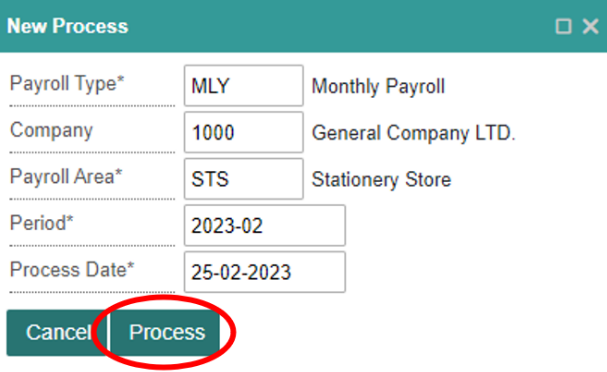 New Process
Payroll Type* MLY Monthly Payroll
Company 1000 General Company LTD.
Payroll Area* STS Stationery Store
Period* 2023-02
Process Date* 25-02-2023
Cancel Process